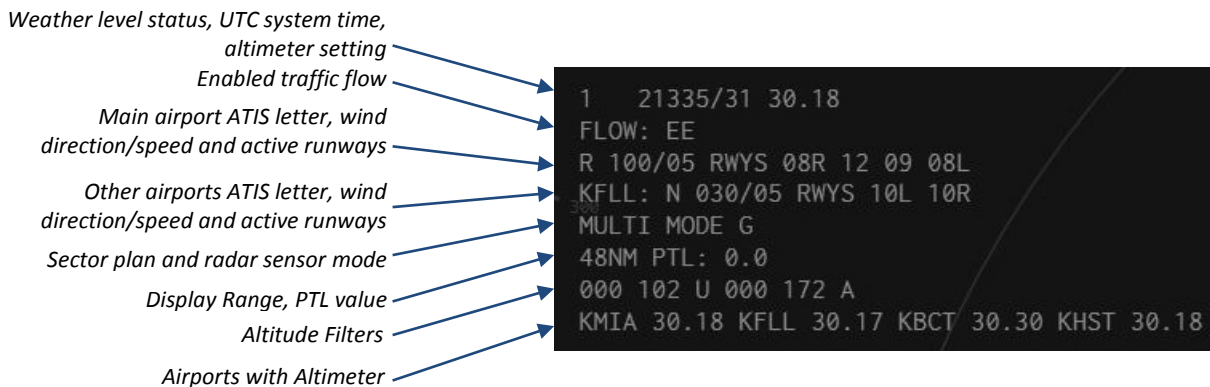 Weather level status, UTC system time,
altimeter setting
Enabled traffic flow
Main airport ATIS letter, wind
direction/speed and active runways
Other airports ATIS letter, wind
direction/speed and active runways
Sector plan and radar sensor mode
Display Range, PTL value
Altitude Filters
Airports with Altimeter
1 21335/31 30.18
FLOW: EE
R 100/05 RWYS 08R 12 09 08L
KFLL: N 030/05 RWYS 10L 10R
300
MULTI MODE G
48NM PTL: 0.0
000 102 U 000 172 A
KMIA 30.18 KFLL 30.17 KBCT 30.30 KHST 30.18